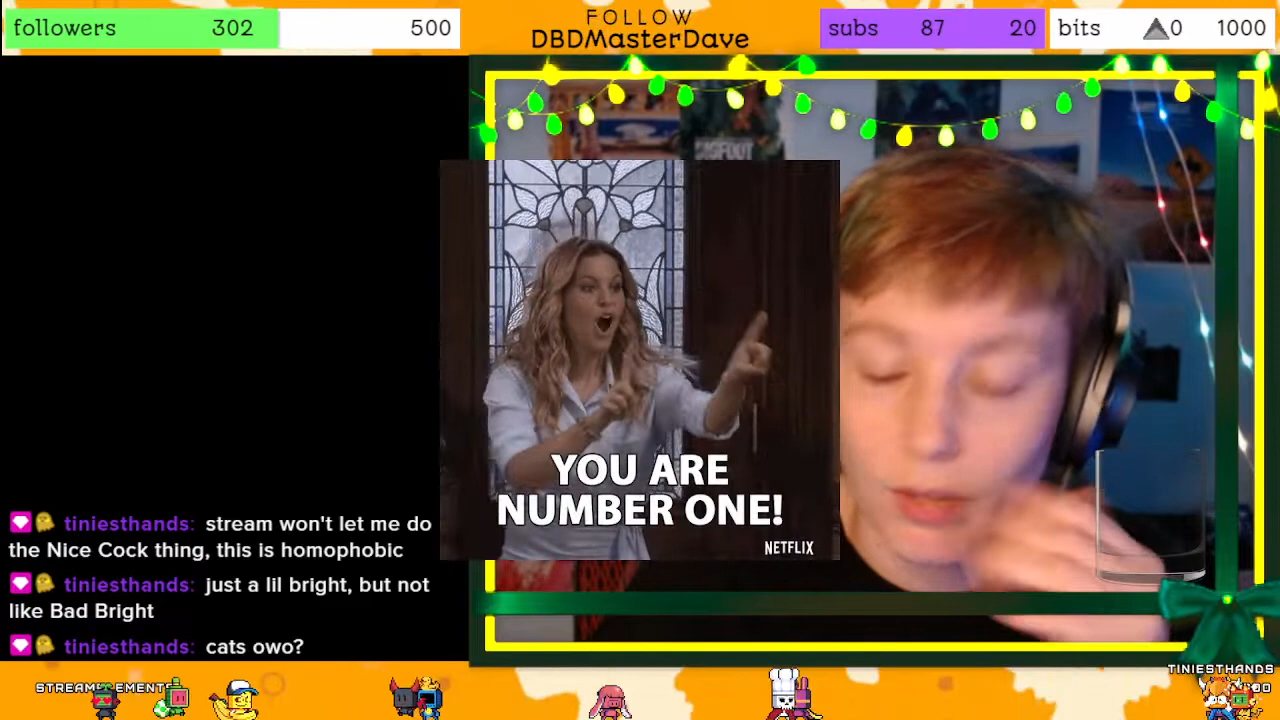 followers 302 500
FOLLOW
DBDMasterDave
subs 87 20
bits 0 1000
BIGFOOT
YOU ARE
NUMBER ONE!
NETFLIX
tiniesthands: stream won't let me do
the Nice Cock thing, this is homophobic
tiniesthands: just a lil bright, but not
like Bad Bright
tiniesthands: cats owo?
TINIESTHANDS